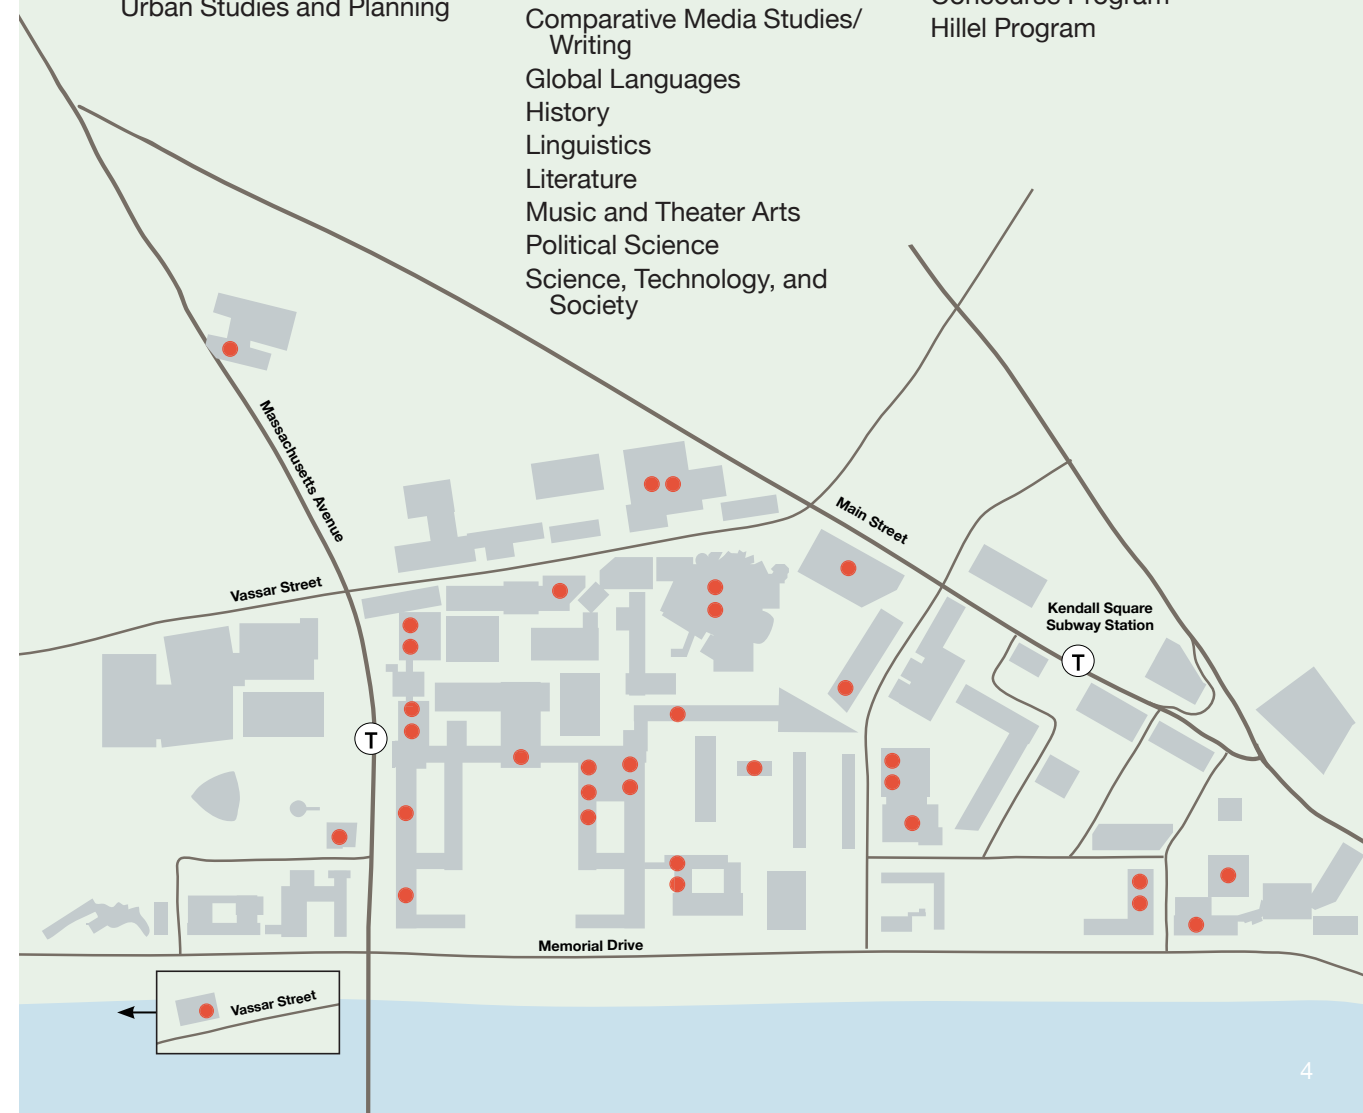 Urban Studies and Planning
Comparative Media Studies/
Writing
Global Languages
History
Linguistics
Literature
Music and Theater Arts
Political Science
Science, Technology, and
Society
Concourse Program
Hillel Program
Massachusetts Avenue
Main Street
Vassar Street
Kendall Square
Subway Station
T
T
Memorial Drive
Vassar Street
4